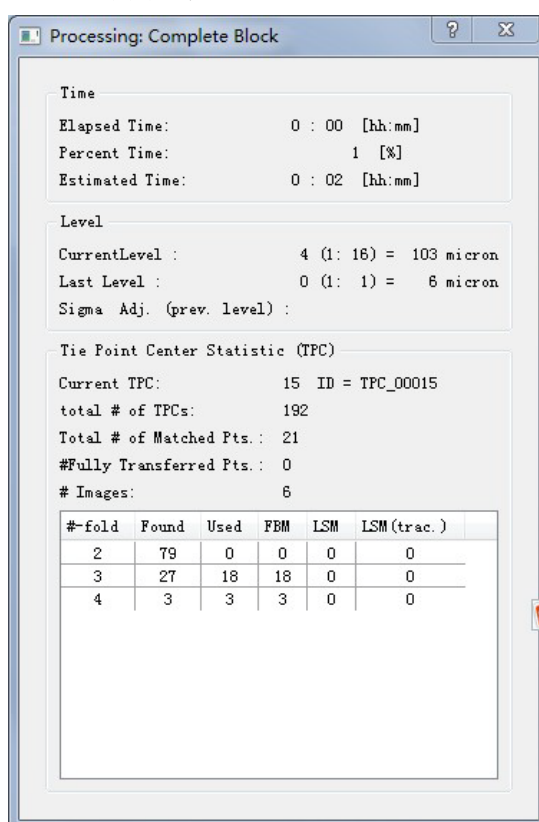 Processing: Complete Block
Time
Elapsed Time: 0 : 00 [hh:mm]
Percent Time: 1 [%]
Estimated Time: 0 : 02 [hh:mm]
Level
CurrentLevel : 4 (1: 16) = 103 micron
Last Level : 0 (1: 1) = 6 micron
Sigma Adj. (prev. level) :
Tie Point Center Statistic (TPC)
Current TPC: 15 ID = TPC_00015
total # of TPCs: 192
Total # of Matched Pts.: 21
#Fully Transferred Pts.: 0
# Images: 6
#-fold Found Used FBM LSM LSM(trac.)
2 79 0 0 0 0
3 27 18 18 0 0
4 3 3 3 0 0